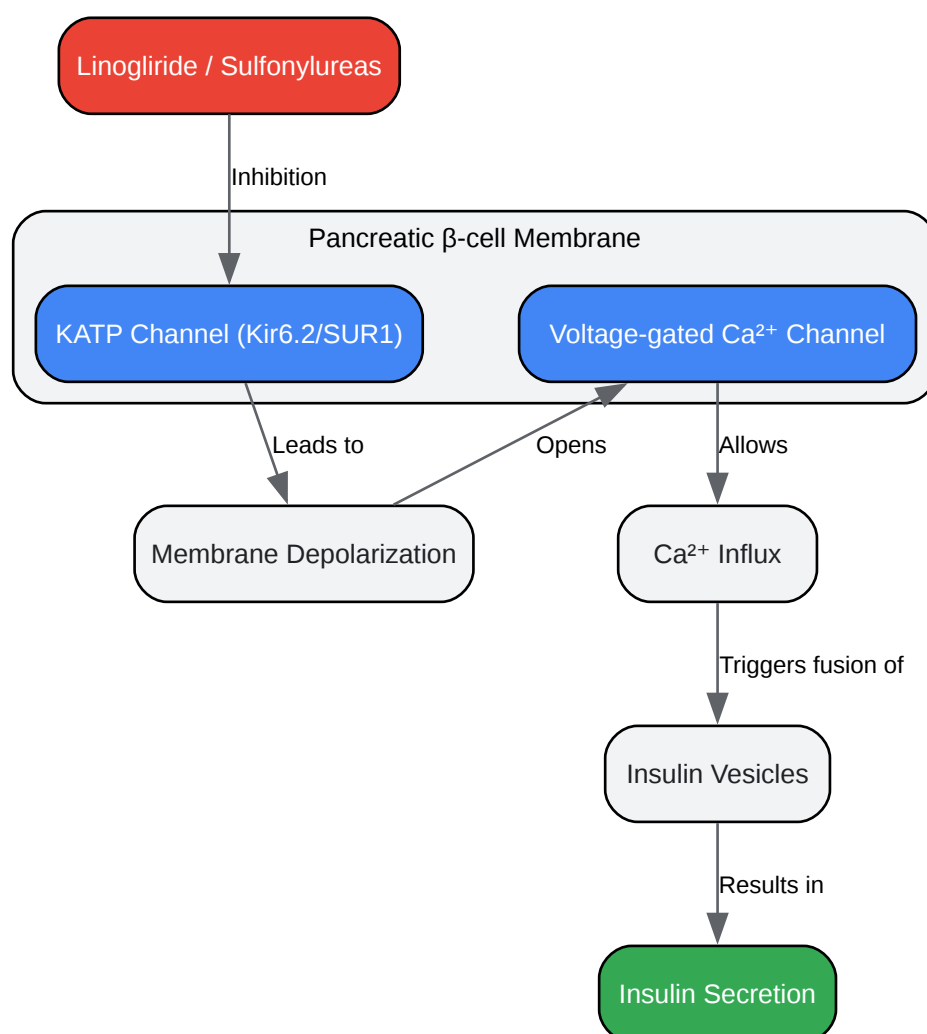 Linogliride / Sulfonylureas
Inhibition
Pancreatic β-cell Membrane
KATP Channel (Kir6.2/SUR1)
Voltage-gated Ca²⁺ Channel
Leads to
Opens
Allows
Membrane Depolarization
Ca²⁺ Influx
Triggers fusion of
Insulin Vesicles
Results in
Insulin Secretion